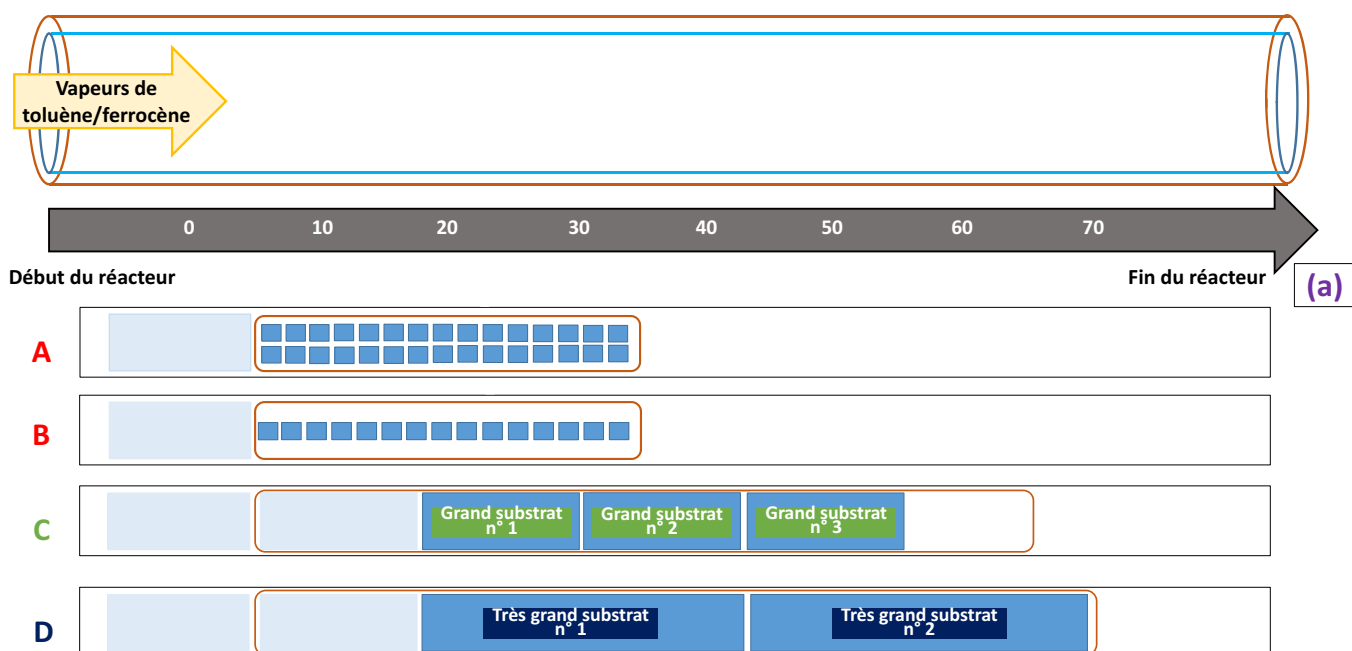 Vapeurs de
toluène/ferrocène
0 10 20 30 40 50 60 70
Début du réacteur
Fin du réacteur
(a)
A
B
C
Grand substrat
n° 1
Grand substrat
n° 2
Grand substrat
n° 3
D
Très grand substrat
n° 1
Très grand substrat
n° 2